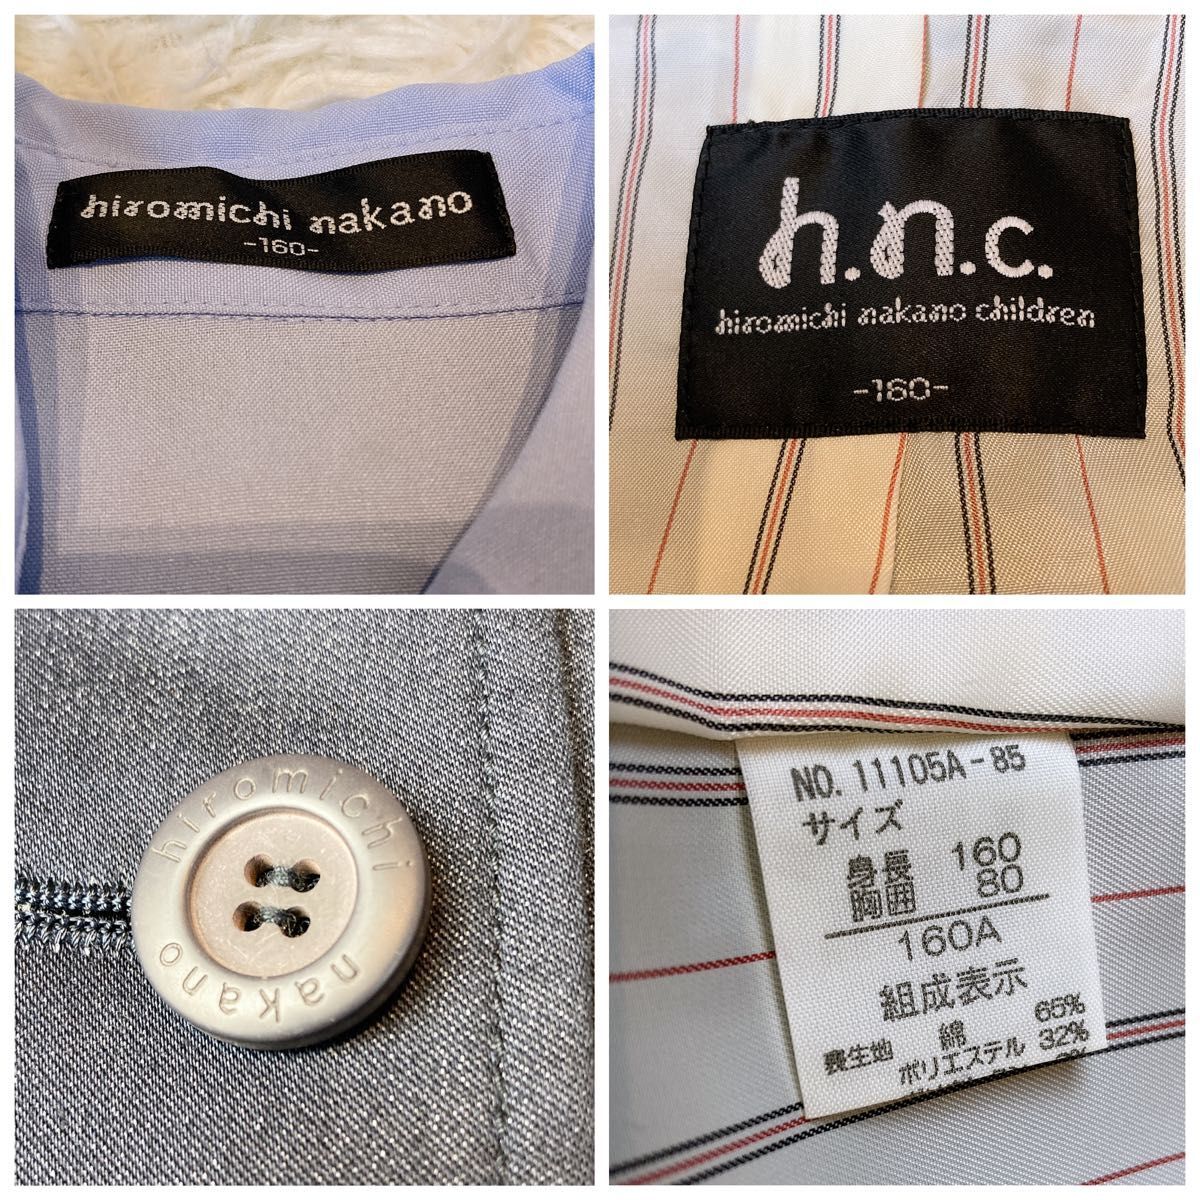 hiromichi nakano
-160-
h.n.c.
hiromichi nakano children
-160-
hiromichi
nakano
NO.11105A-85
サイズ
身長 160
胸囲 80
160A
組成表示
表生地 綿 65%
ポリエステル 32%